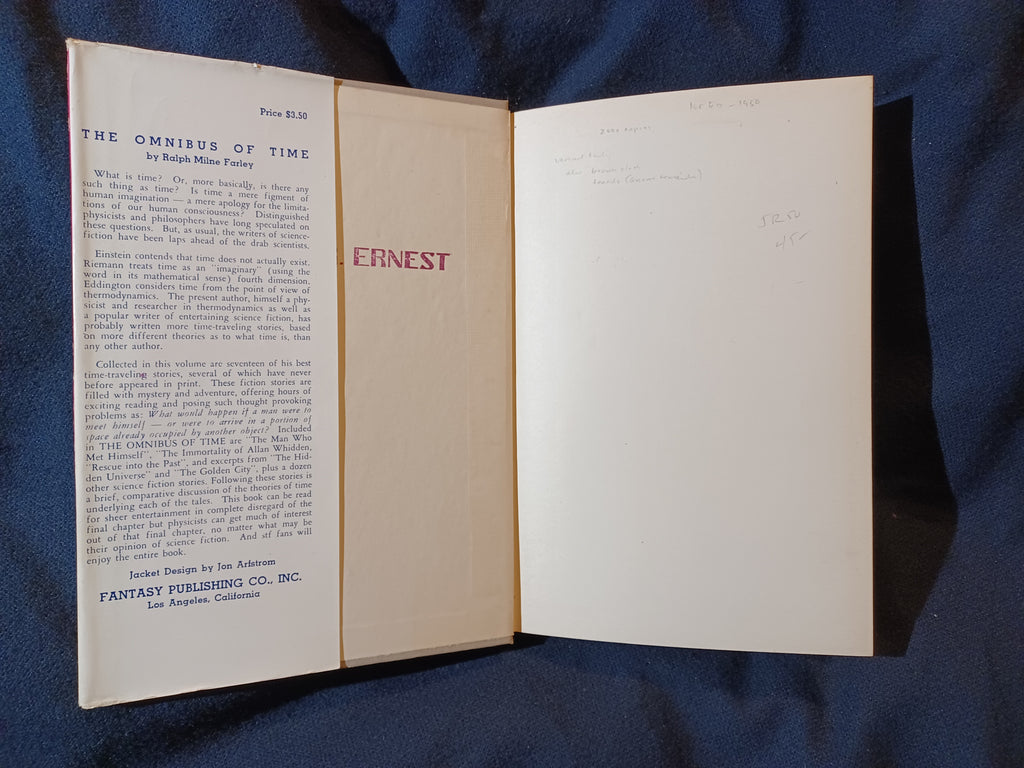 Price $3.50
THE OMNIBUS OF TIME
by Ralph Milne Farley
What is time? Or, more basically, is there any
such thing as time? Is time a mere figment of
human imagination — a mere apology for the limita-
tions of our human consciousness? Distinguished
physicists and philosophers have long speculated on
these questions. But, as usual, the writers of science-
fiction have been laps ahead of the drab scientists.
Einstein contends that time does not actually exist.
Riemann treats time as an "imaginary" (using the
word in its mathematical sense) fourth dimension.
Eddington considers time from the point of view of
thermodynamics. The present author, himself a phy-
sicist and researcher in thermodynamics as well as
a popular writer of entertaining science fiction, has
probably written more time-traveling stories, based
on more different theories as to what time is, than
any other author.
Collected in this volume are seventeen of his best
time-traveling stories, several of which have never
before appeared in print. These fiction stories are
filled with mystery and adventure, offering hours of
exciting reading and posing such thought provoking
problems as: What would happen if a man were to
meet himself — or were to arrive in a portion of
space already occupied by another object? Included
in THE OMNIBUS OF TIME are "The Man Who
Met Himself", "The Immortality of Allan Whidden,
"Rescue into the Past", and excerpts from "The Hid-
den Universe" and "The Golden City", plus a dozen
other science fiction stories. Following these stories is
a brief, comparative discussion of the theories of time
underlying each of the tales. This book can be read
for sheer entertainment in complete disregard of the
final chapter but physicists can get much of interest
out of that final chapter, no matter what may be
their opinion of science fiction. And stf fans will
enjoy the entire book.
Jacket Design by Jon Arfstrom
FANTASY PUBLISHING CO., INC.
Los Angeles, California
ERNEST
1st Edn - 1950
2000 copies
also brown cloth
boards